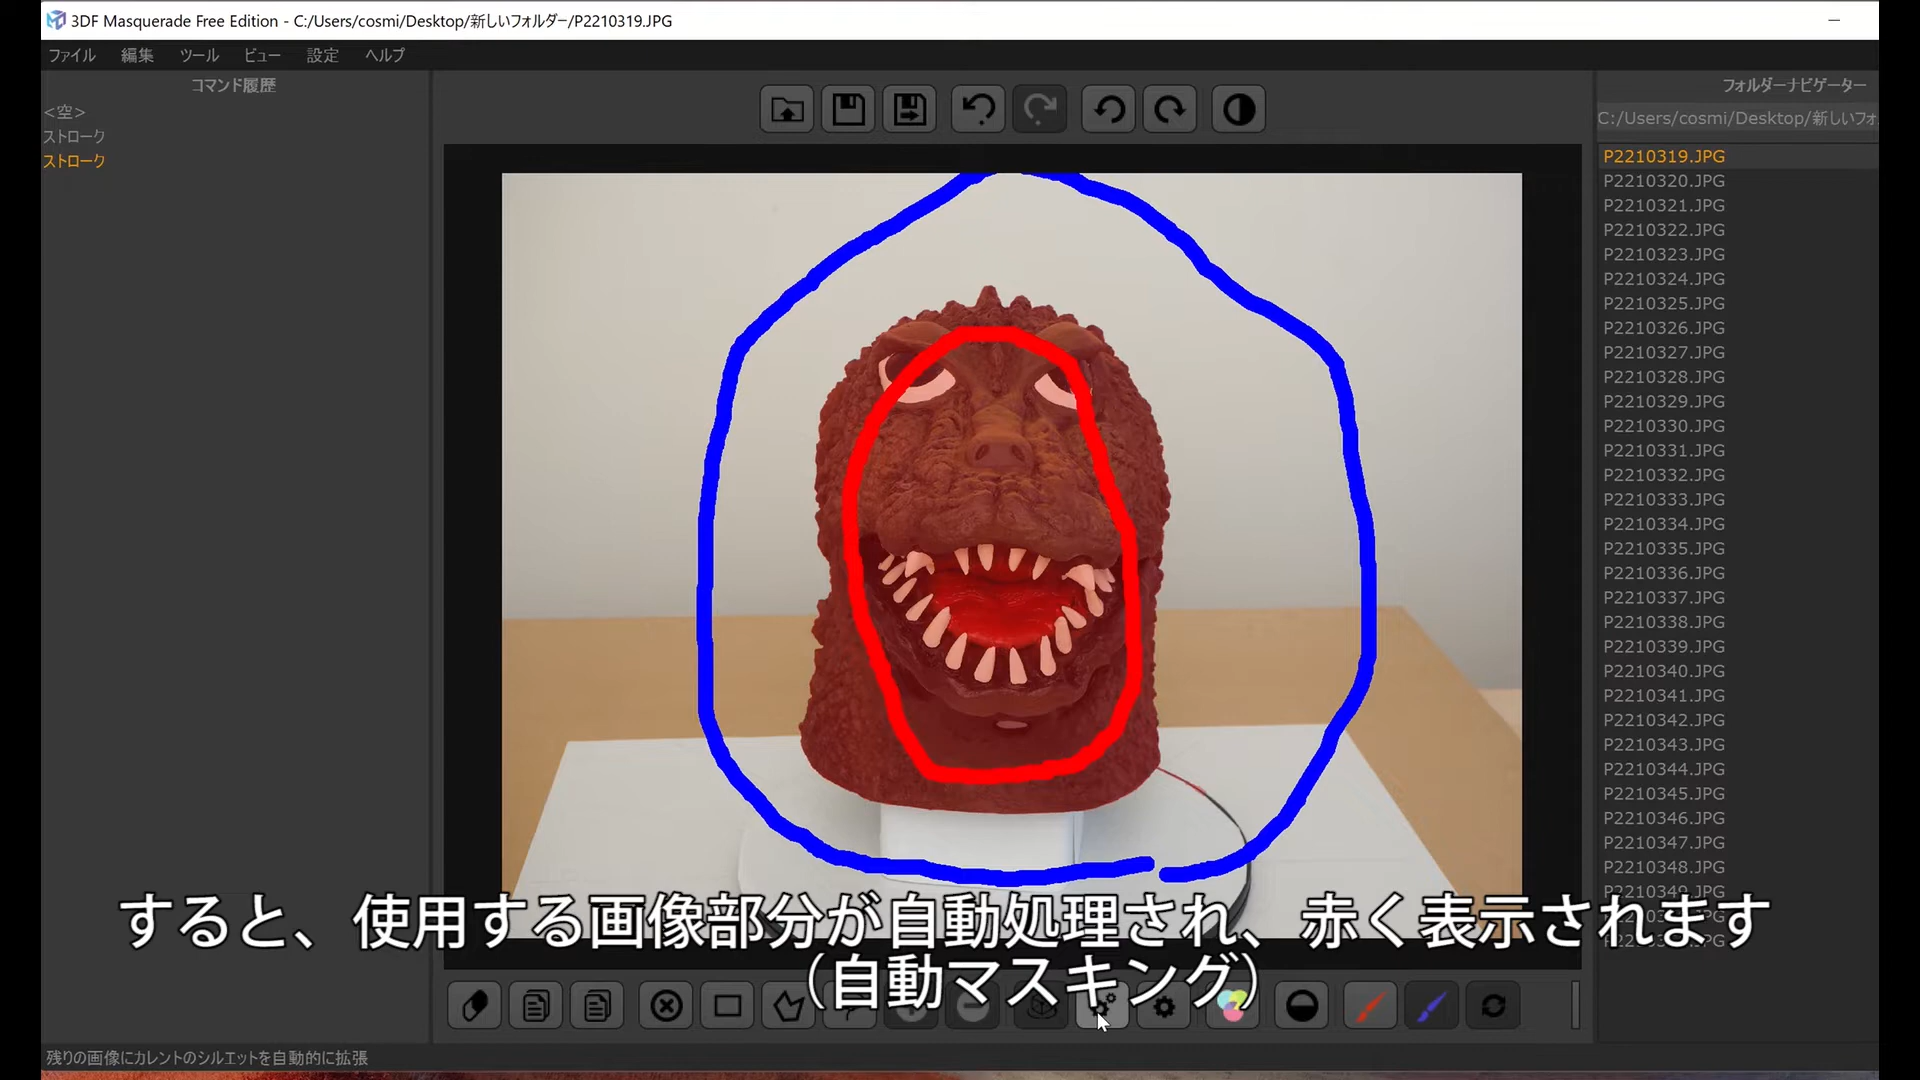 3DF Masquerade Free Edition - C:/Users/cosmi/Desktop/新しいフォルダー/P2210319.JPG
ファイル 編集 ツール ビュー 設定 ヘルプ
コマンド履歴
<空>
ストローク
ストローク
フォルダーナビゲーター
C:/Users/cosmi/Desktop/新しいフォ
P2210319.JPG
P2210320.JPG
P2210321.JPG
P2210322.JPG
P2210323.JPG
P2210324.JPG
P2210325.JPG
P2210326.JPG
P2210327.JPG
P2210328.JPG
P2210329.JPG
P2210330.JPG
P2210331.JPG
P2210332.JPG
P2210333.JPG
P2210334.JPG
P2210335.JPG
P2210336.JPG
P2210337.JPG
P2210338.JPG
P2210339.JPG
P2210340.JPG
P2210341.JPG
P2210342.JPG
P2210343.JPG
P2210344.JPG
P2210345.JPG
P2210346.JPG
P2210347.JPG
P2210348.JPG
P2210349.JPG
すると、使用する画像部分が自動処理され、赤く表示されます
（自動マスキング）
残りの画像にカレントのシルエットを自動的に拡張